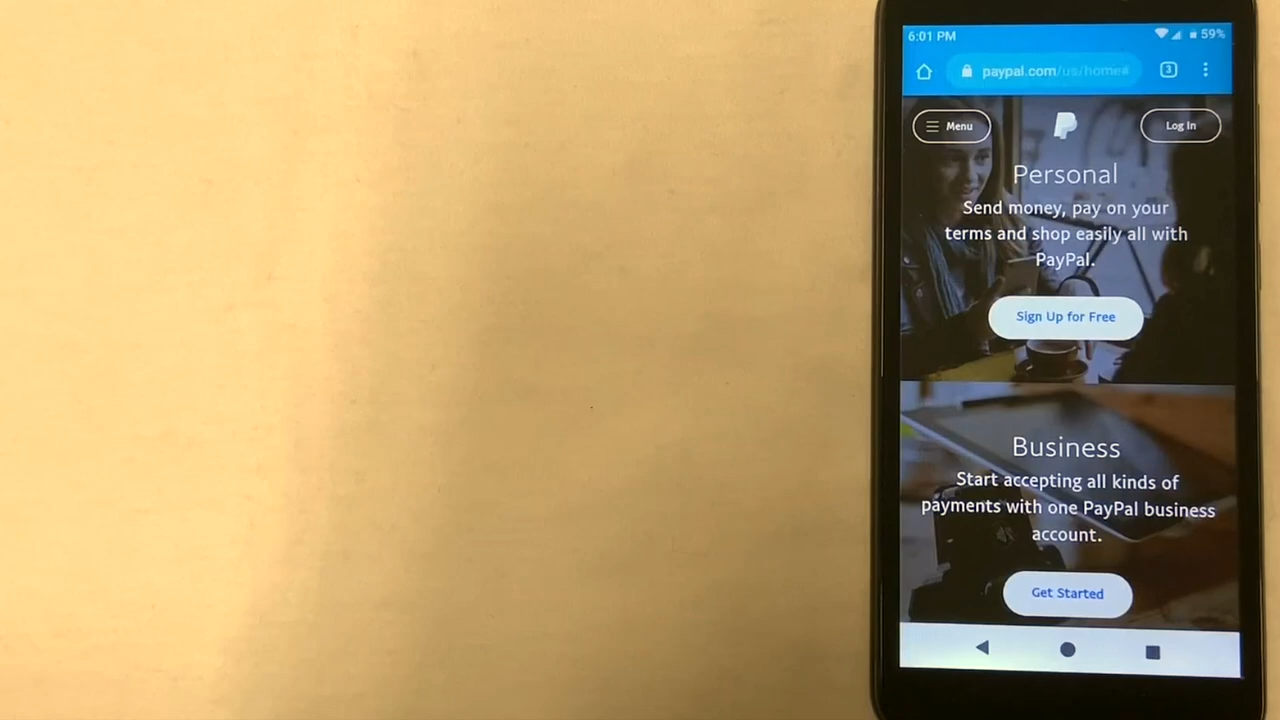 6:01 PM 59%
paypal.com/us/home# 3
Menu Log In
Personal
Send money, pay on your
terms and shop easily all with
PayPal.
Sign Up for Free
Business
Start accepting all kinds of
payments with one PayPal business
account.
Get Started